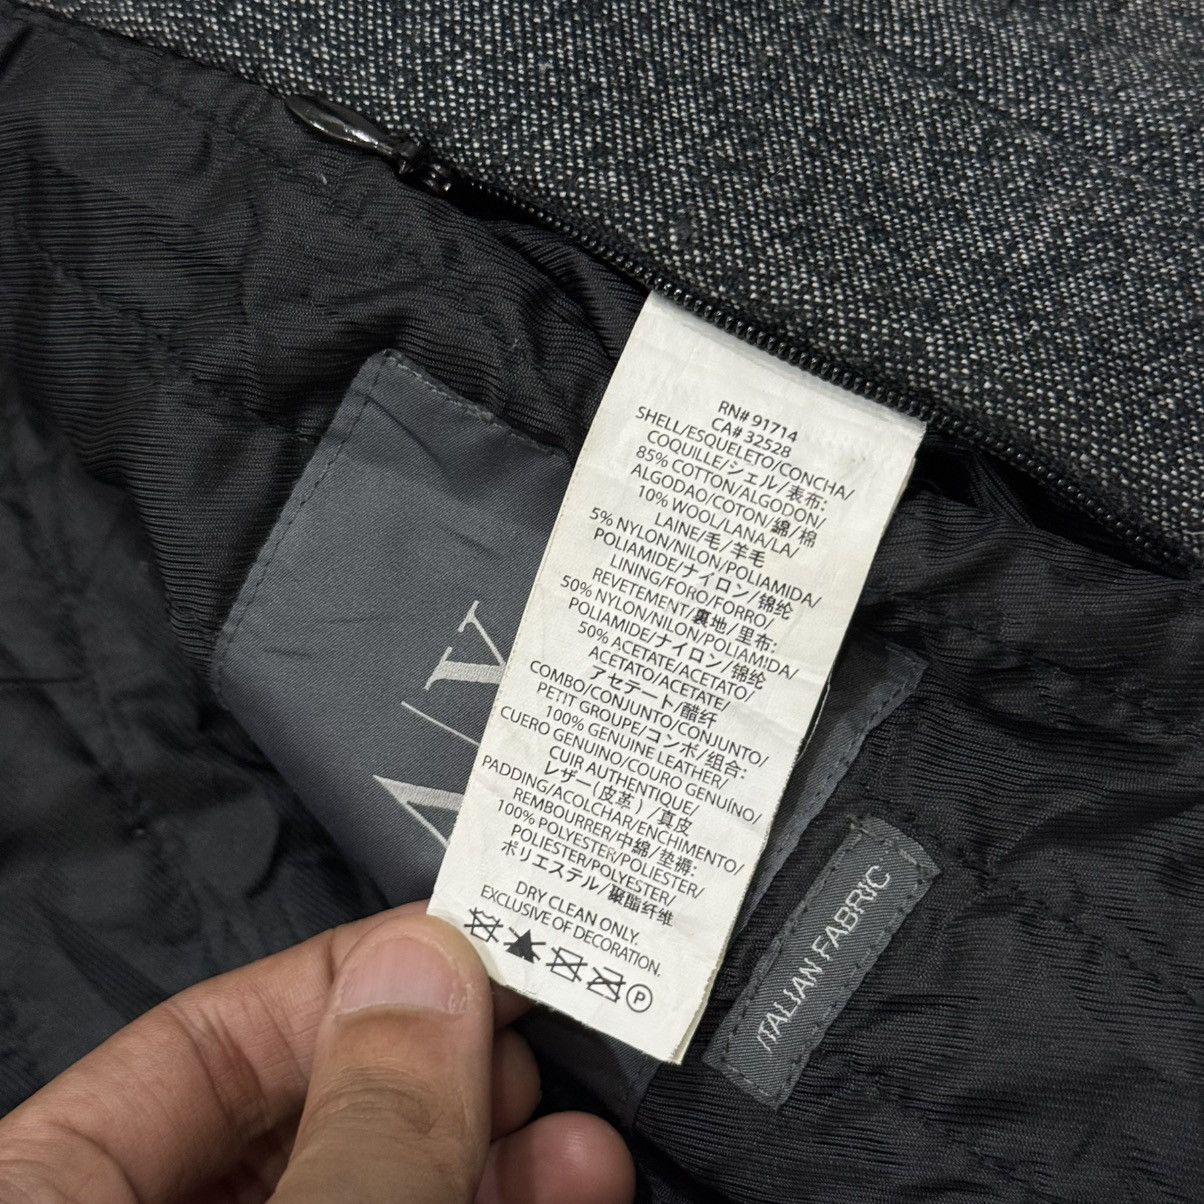 RN# 91714
CA# 32528
SHELL/ESQUELETO/CONCHA/
COQUILLE/シェル/表布:
85% COTTON/ALGODON/
ALGODAO/COTON/綿/棉
10% WOOL/LANA/LA/
LAINE/毛/羊毛
5% NYLON/NILON/POLIAMIDA/
POLIAMIDE/ナイロン/锦纶
LINING/FORO/FORRO/
REVETEMENT/裏地/里布:
50% NYLON/NILON/POLIAMIDA/
POLIAMIDE/ナイロン/锦纶
50% ACETATE/ACETATO/
ACETATO/ACETATE/
アセテート/醋纤
COMBO/CONJUNTO/CONJUNTO/
PETIT GROUPE/コンボ/组合:
100% GENUINE LEATHER/
CUERO GENUINO/COURO GENUINO/
CUIR AUTHENTIQUE/
レザー(皮革)/真皮
PADDING/ACOLCHAR/ENCHIMENTO/
REMBOURRER/中綿/垫褥:
100% POLYESTER/POLIESTER/
POLIESTER/POLYESTER/
ポリエステル/聚酯纤维
DRY CLEAN ONLY.
EXCLUSIVE OF DECORATION.
P
A/X
ITALIAN FABRIC